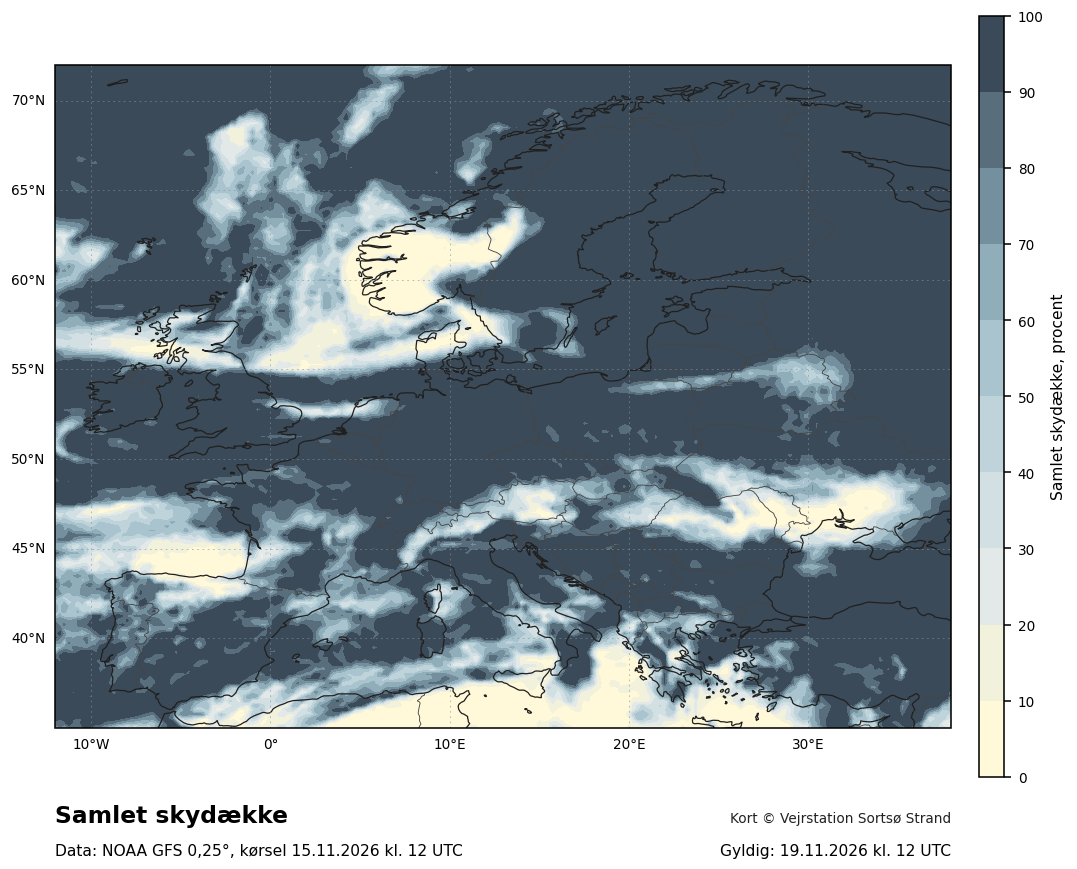 70°N
65°N
60°N
55°N
50°N
45°N
40°N
10°W
0°
10°E
20°E
30°E
100
90
80
70
60
50
40
30
20
10
0
Samlet skydække, procent
Samlet skydække
Kort © Vejrstation Sortsø Strand
Data: NOAA GFS 0,25°, kørsel 15.11.2026 kl. 12 UTC
Gyldig: 19.11.2026 kl. 12 UTC